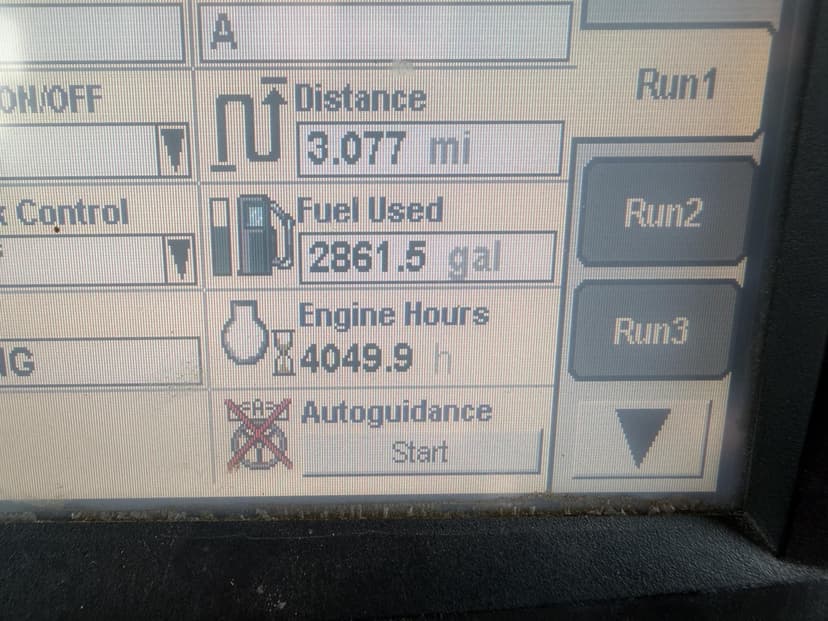 A
Run1
ON/OFF
Distance
3.077 mi
Control
Fuel Used
2861.5 gal
Run2
Engine Hours
4049.9 h
Run3
NG
Autoguidance
Start